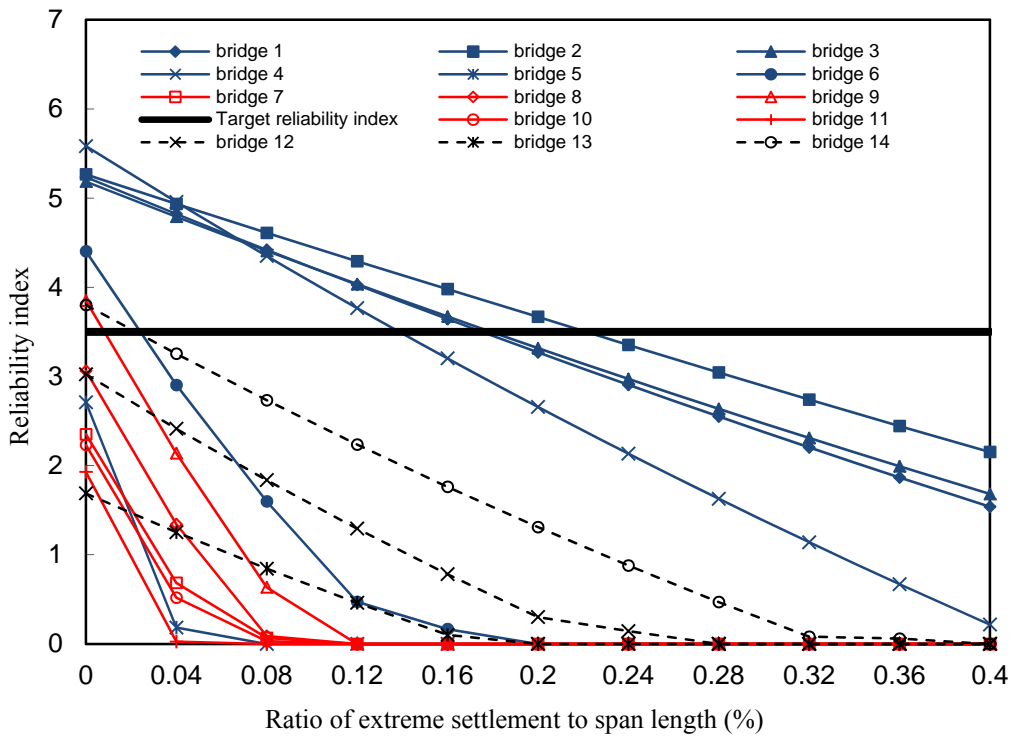 7
6
5
4
3
2
1
0
Reliability index
bridge 1 bridge 2 bridge 3
bridge 4 bridge 5 bridge 6
bridge 7 bridge 8 bridge 9
Target reliability index bridge 10 bridge 11
bridge 12 bridge 13 bridge 14
0 0.04 0.08 0.12 0.16 0.2 0.24 0.28 0.32 0.36 0.4
Ratio of extreme settlement to span length (%)